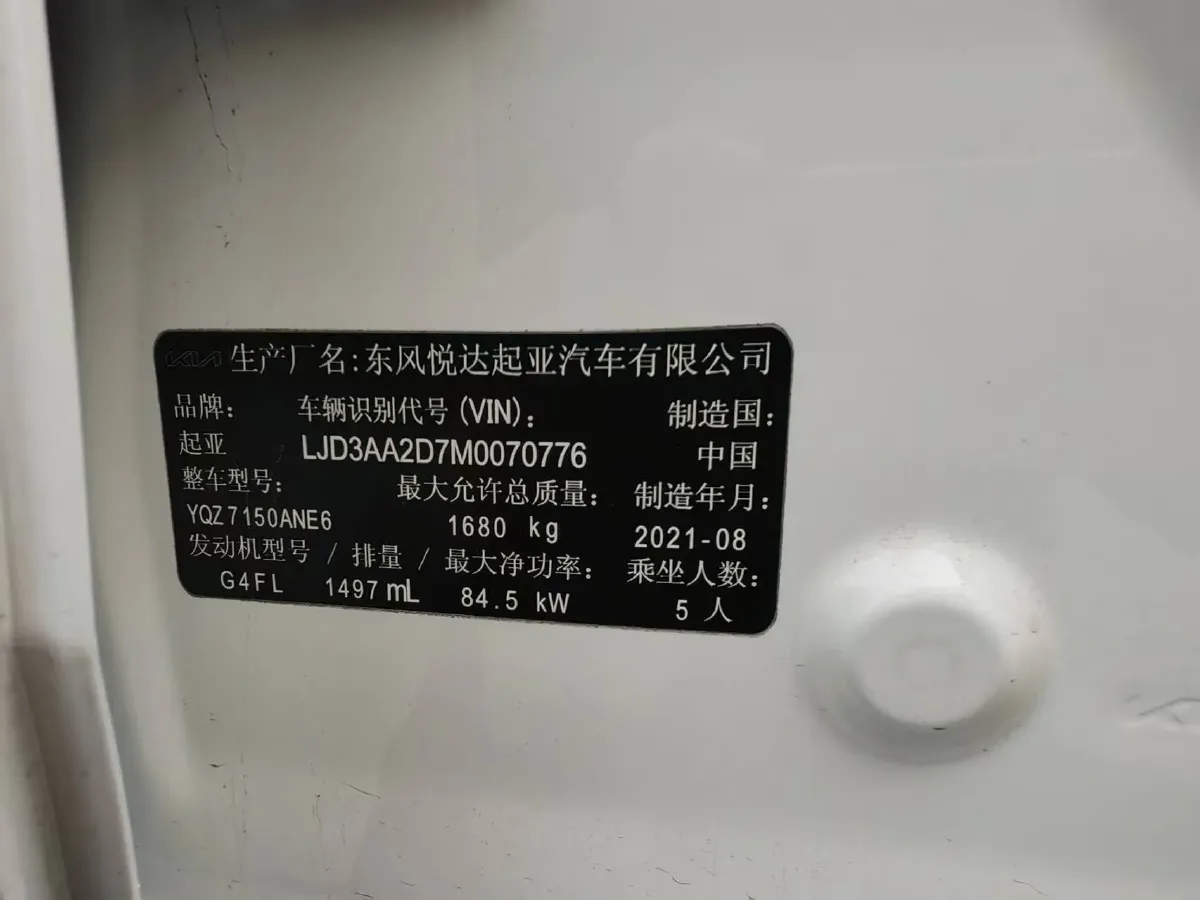 KIA 生产厂名:东风悦达起亚汽车有限公司
品牌: 车辆识别代号(VIN): 制造国:
起亚 LJD3AA2D7M0070776 中国
整车型号: 最大允许总质量: 制造年月:
YQZ7150ANE6 1680 kg 2021-08
发动机型号 / 排量 / 最大净功率: 乘坐人数:
G4FL 1497 mL 84.5 kW 5 人